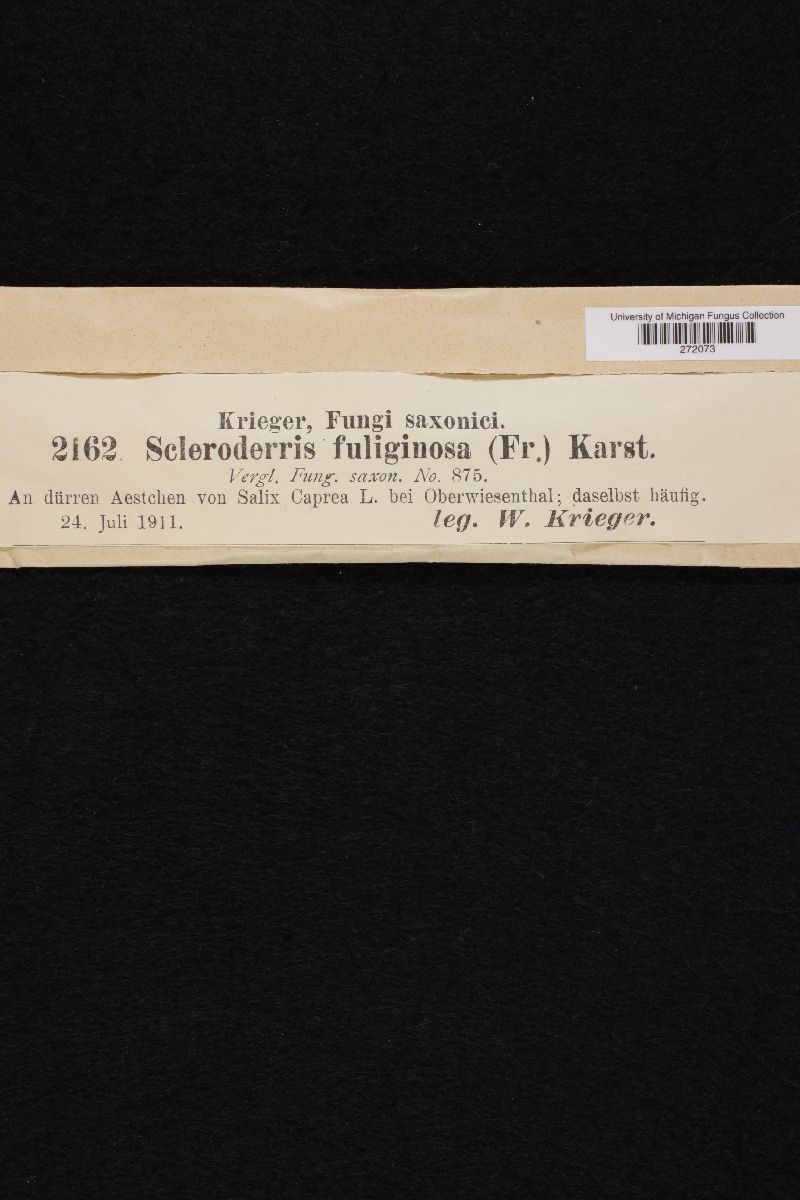 University of Michigan Fungus Collection
272073
Krieger, Fungi saxonici.
2162. Scleroderris fuliginosa (Fr.) Karst.
Vergl. Fung. saxon. No. 875.
An dürren Aestchen von Salix Caprea L. bei Oberwiesenthal; daselbst häufig.
24. Juli 1911. leg. W. Krieger.